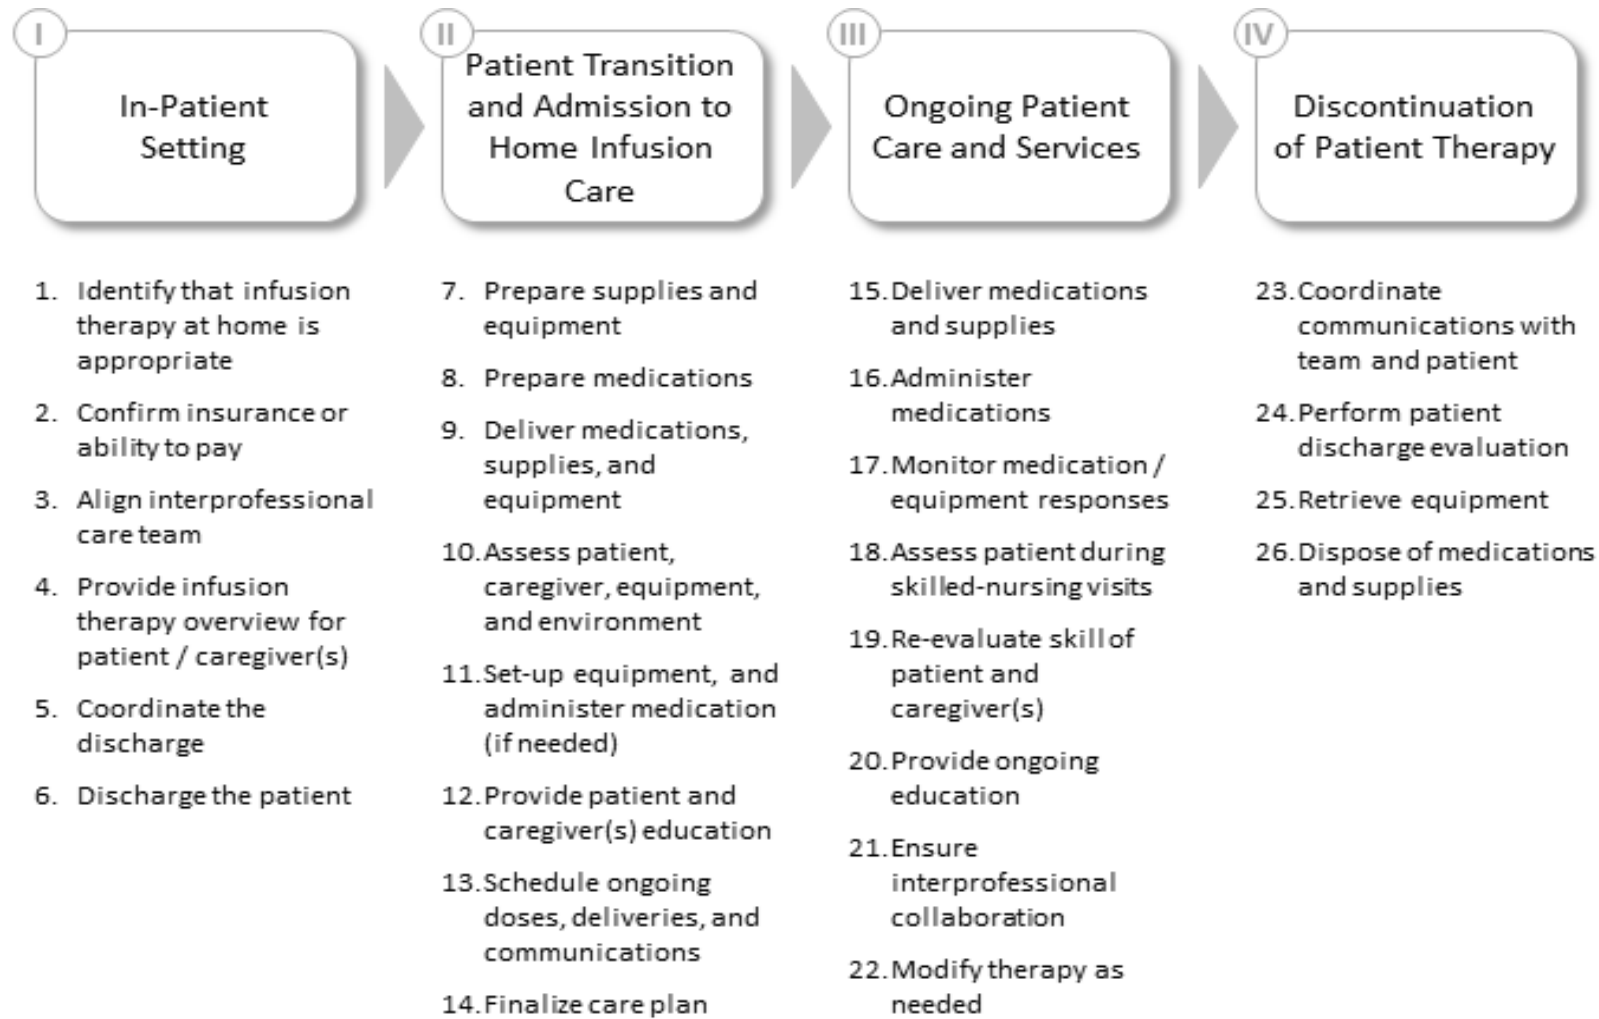 I
In-Patient
Setting
II
Patient Transition
and Admission to
Home Infusion
Care
III
Ongoing Patient
Care and Services
IV
Discontinuation
of Patient Therapy
1. Identify that infusion
therapy at home is
appropriate
2. Confirm insurance or
ability to pay
3. Align interprofessional
care team
4. Provide infusion
therapy overview for
patient / caregiver(s)
5. Coordinate the
discharge
6. Discharge the patient
7. Prepare supplies and
equipment
8. Prepare medications
9. Deliver medications,
supplies, and
equipment
10. Assess patient,
caregiver, equipment,
and environment
11. Set-up equipment, and
administer medication
(if needed)
12. Provide patient and
caregiver(s) education
13. Schedule ongoing
doses, deliveries, and
communications
14. Finalize care plan
15. Deliver medications
and supplies
16. Administer
medications
17. Monitor medication /
equipment responses
18. Assess patient during
skilled-nursing visits
19. Re-evaluate skill of
patient and
caregiver(s)
20. Provide ongoing
education
21. Ensure
interprofessional
collaboration
22. Modify therapy as
needed
23. Coordinate
communications with
team and patient
24. Perform patient
discharge evaluation
25. Retrieve equipment
26. Dispose of medications
and supplies